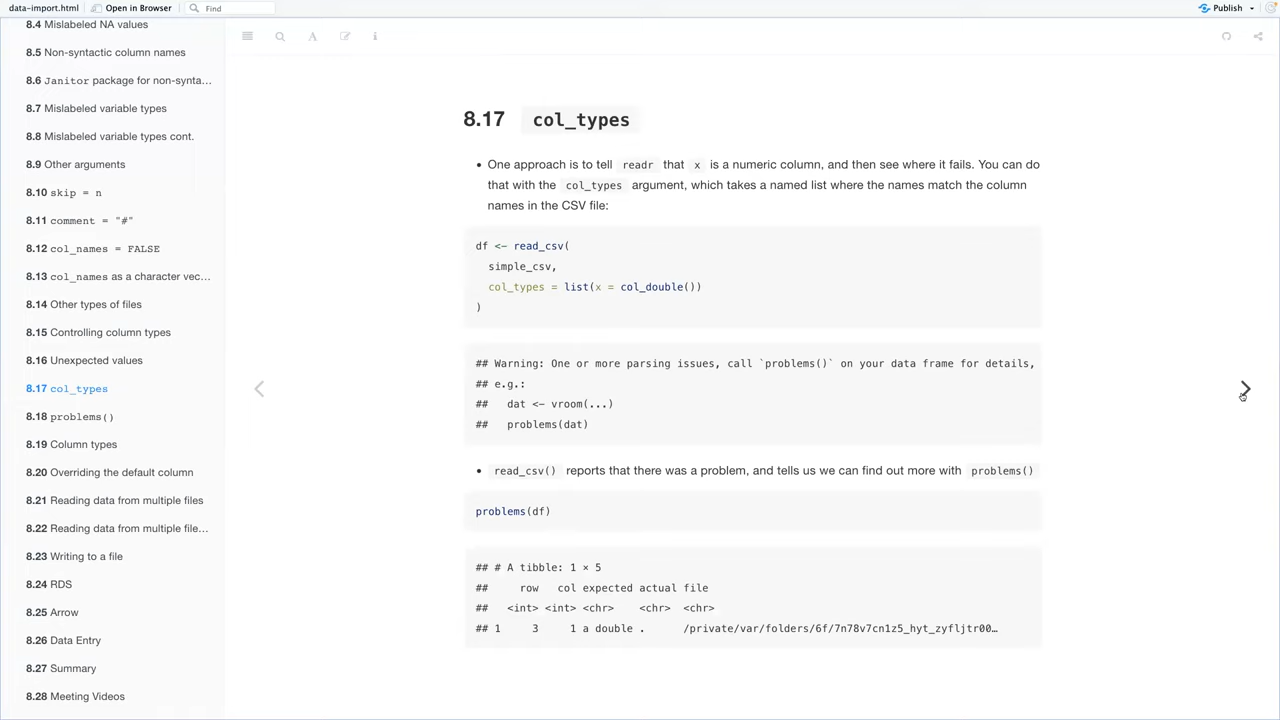 data-import.html
Open in Browser
Find
Publish
8.4 Mislabeled NA values
8.5 Non-syntactic column names
8.6 Janitor package for non-synta…
8.7 Mislabeled variable types
8.8 Mislabeled variable types cont.
8.9 Other arguments
8.10 skip = n
8.11 comment = "#"
8.12 col_names = FALSE
8.13 col_names as a character vec…
8.14 Other types of files
8.15 Controlling column types
8.16 Unexpected values
8.17 col_types
8.18 problems()
8.19 Column types
8.20 Overriding the default column
8.21 Reading data from multiple files
8.22 Reading data from multiple file…
8.23 Writing to a file
8.24 RDS
8.25 Arrow
8.26 Data Entry
8.27 Summary
8.28 Meeting Videos
8.17 col_types
• One approach is to tell readr that x is a numeric column, and then see where it fails. You can do
that with the col_types argument, which takes a named list where the names match the column
names in the CSV file:
df <- read_csv(
simple_csv,
col_types = list(x = col_double())
)
## Warning: One or more parsing issues, call `problems()` on your data frame for details,
## e.g.:
##   dat <- vroom(...)
##   problems(dat)
• read_csv() reports that there was a problem, and tells us we can find out more with problems()
problems(df)
## # A tibble: 1 × 5
##     row   col expected actual file
##   <int> <int> <chr>    <chr>  <chr>
## 1     3     1 a double .      /private/var/folders/6f/7n78v7cn1z5_hyt_zyfljtr00…